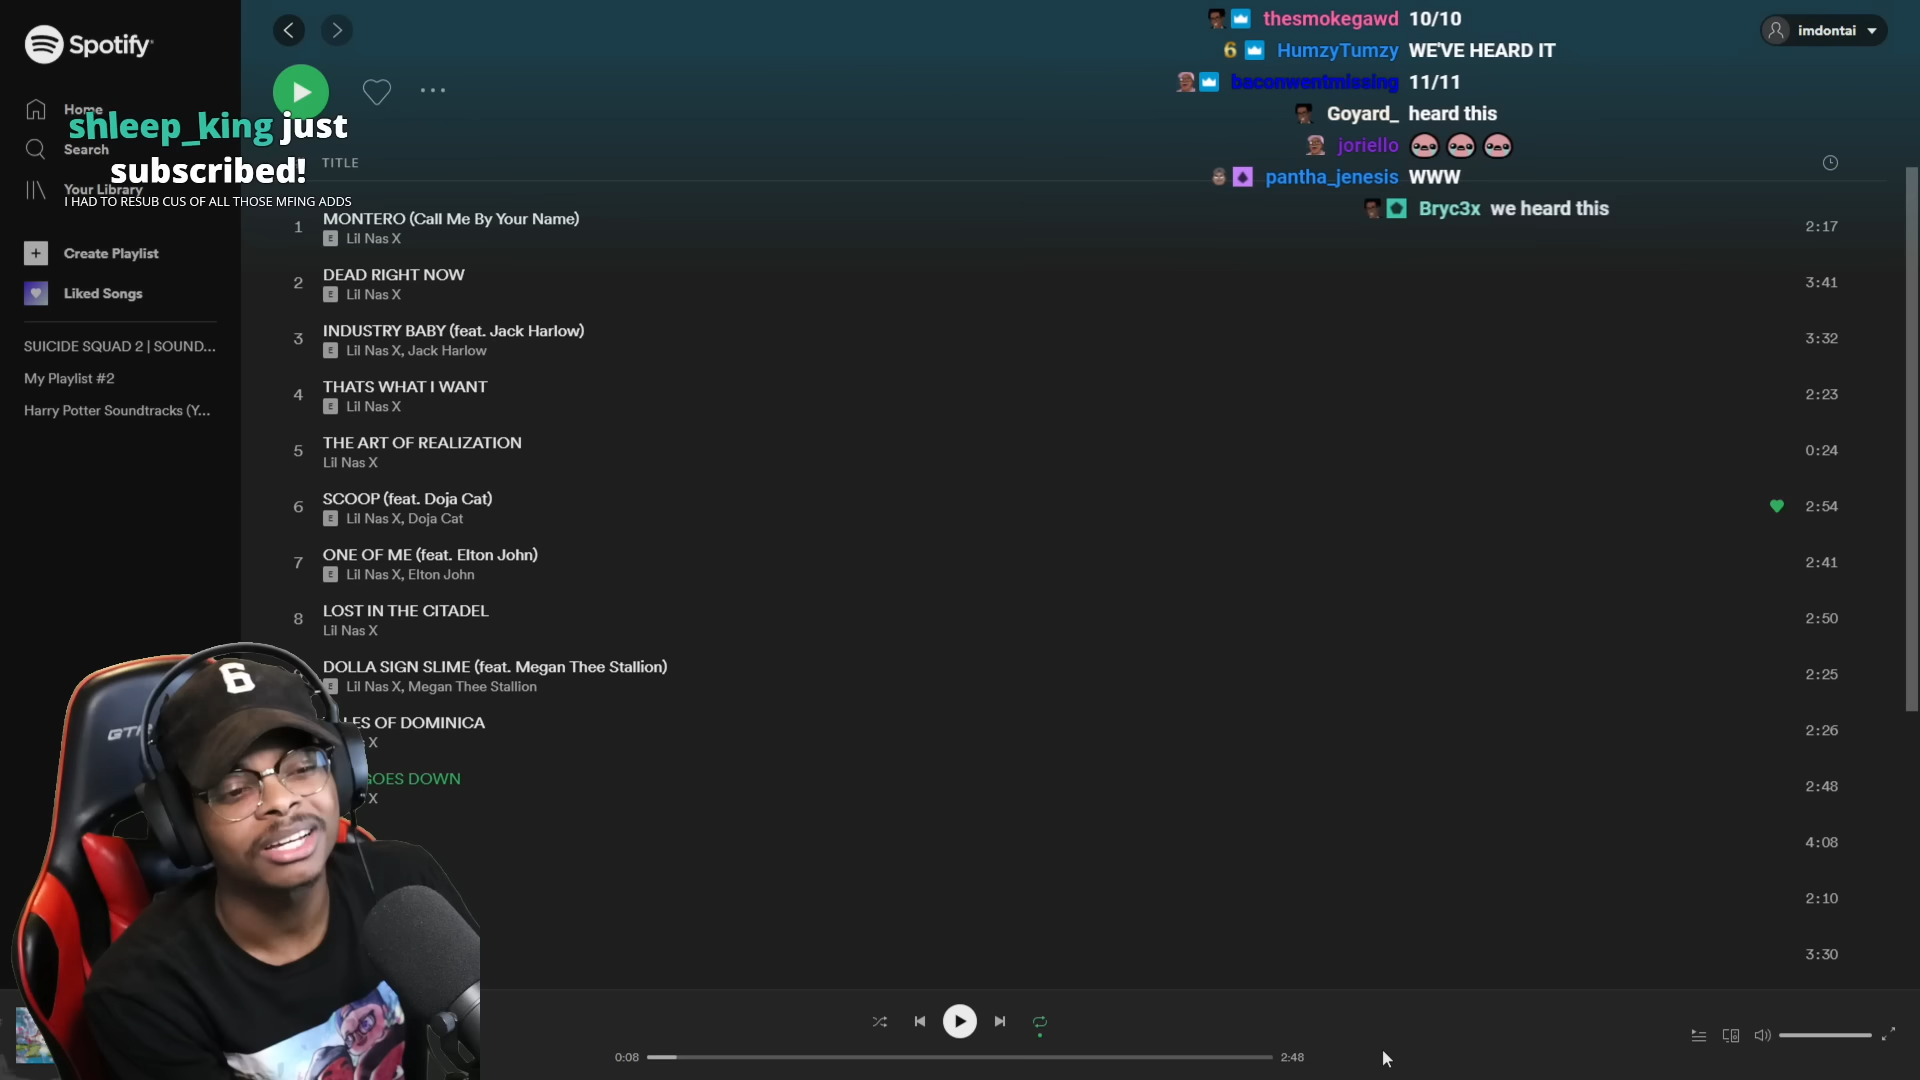 Spotify
imdontai
Home
Search
Your Library
Create Playlist
Liked Songs
SUICIDE SQUAD 2 | SOUND...
My Playlist #2
Harry Potter Soundtracks (Y...
shleep_king just
subscribed!
I HAD TO RESUB CUS OF ALL THOSE MFING ADDS
thesmokegawd 10/10
HumzyTumzy WE'VE HEARD IT
baconwentmissing 11/11
Goyard_ heard this
joriello
pantha_jenesis WWW
Bryc3x we heard this
TITLE
1 MONTERO (Call Me By Your Name) 2:17
E Lil Nas X
2 DEAD RIGHT NOW 3:41
E Lil Nas X
3 INDUSTRY BABY (feat. Jack Harlow) 3:32
E Lil Nas X, Jack Harlow
4 THATS WHAT I WANT 2:23
E Lil Nas X
5 THE ART OF REALIZATION 0:24
Lil Nas X
6 SCOOP (feat. Doja Cat) 2:54
E Lil Nas X, Doja Cat
7 ONE OF ME (feat. Elton John) 2:41
E Lil Nas X, Elton John
8 LOST IN THE CITADEL 2:50
Lil Nas X
DOLLA SIGN SLIME (feat. Megan Thee Stallion) 2:25
E Lil Nas X, Megan Thee Stallion
OF DOMINICA 2:26
X
GOES DOWN 2:48
X
4:08
2:10
3:30
6
0:08
2:48